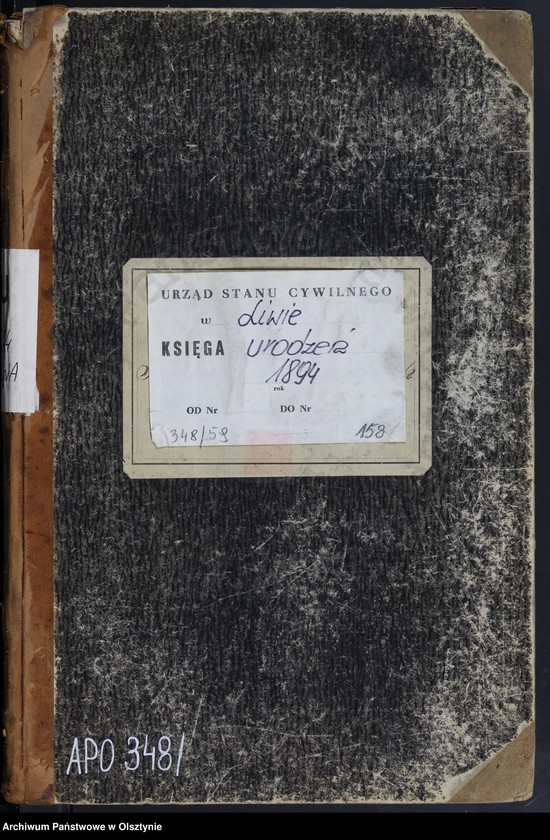 URZĄD STANU CYWILNEGO
w Liwie
KSIĘGA urodzeń
1894
rok
OD Nr DO Nr
348/59 158
APO 348/
Archiwum Państwowe w Olsztynie